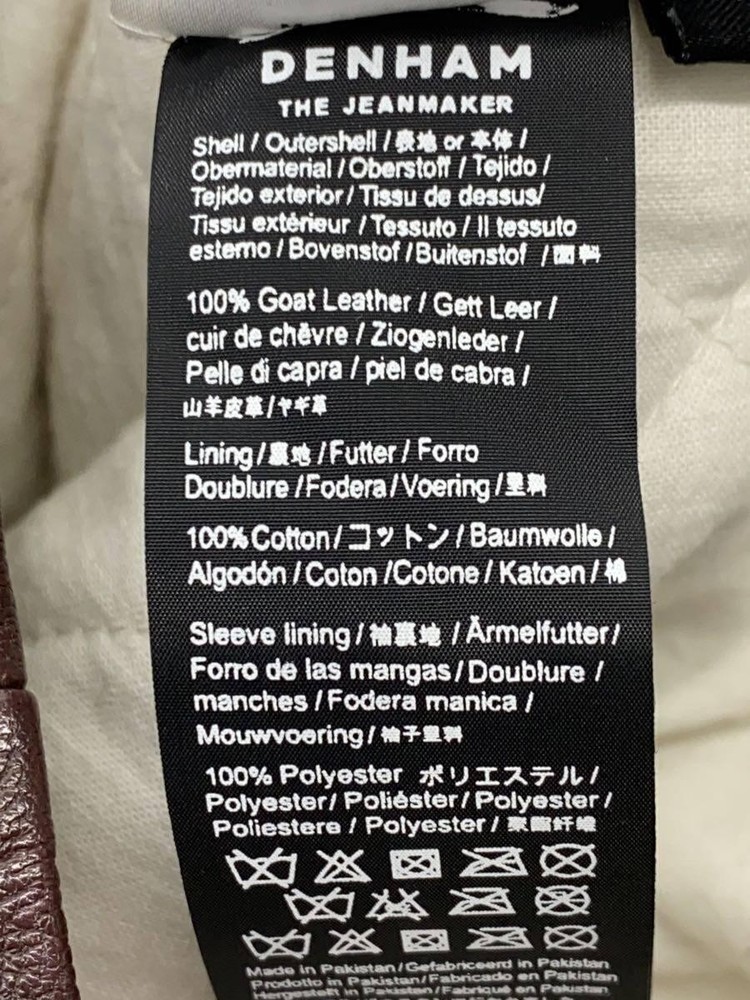 DENHAM
THE JEANMAKER
Shell / Outershell / 表地 or 本体 /
Obermaterial / Oberstoff / Tejido /
Tejido exterior / Tissu de dessus/
Tissu extérieur / Tessuto / Il tessuto
esterno / Bovenstof / Buitenstof / 面料
100% Goat Leather / Gett Leer /
cuir de chèvre / Ziogenleder /
Pelle di capra / piel de cabra /
山羊皮革/ヤギ革
Lining / 裏地 / Futter / Forro
Doublure / Fodera / Voering / 里料
100% Cotton / コットン / Baumwolle /
Algodón / Coton / Cotone / Katoen / 棉
Sleeve lining / 袖裏地 / Ärmelfutter /
Forro de las mangas / Doublure /
manches / Fodera manica /
Mouwvoering / 袖子里料
100% Polyester ポリエステル /
Polyester / Poliéster / Polyester /
Poliestere / Polyester / 聚酯纤维
Made in Pakistan / Gefabriceerd in Pakistan
Prodotto in Pakistan / Fabricado en Pakistan
Hergestellt in Pakistan / Fabriqué en Pakistan